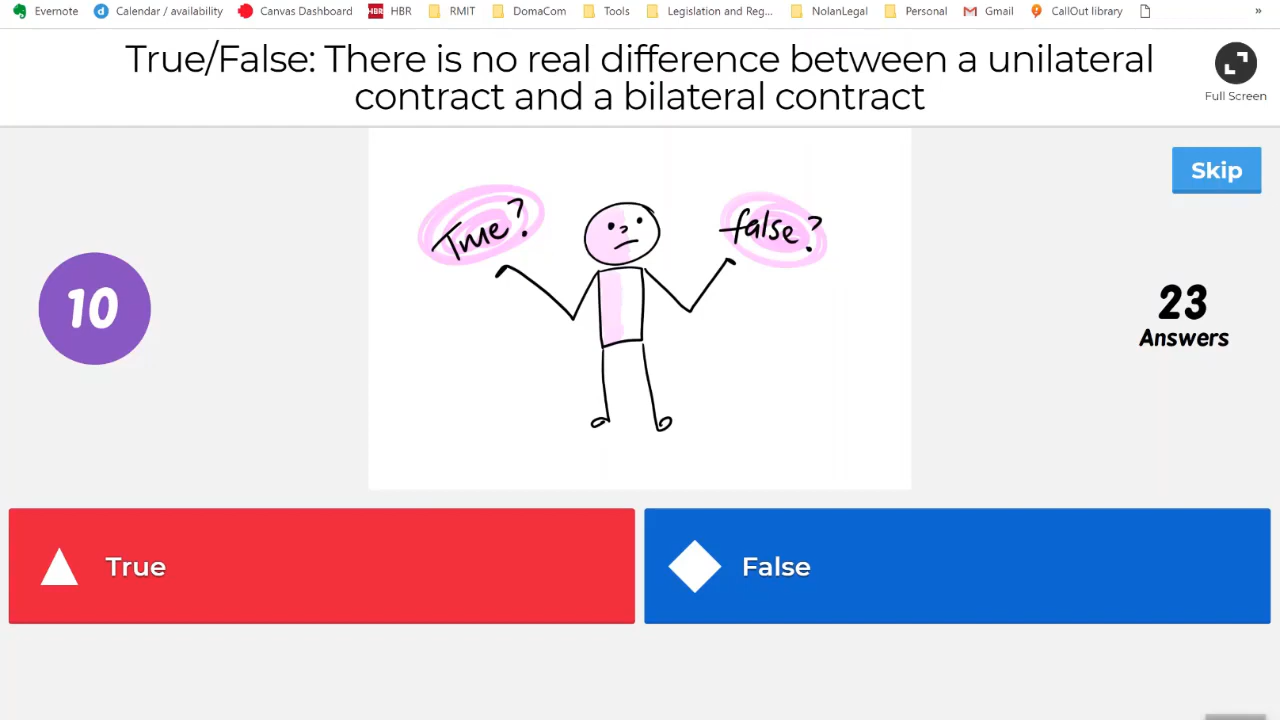 Evernote Calendar / availability Canvas Dashboard HBR HBR RMIT DomaCom Tools Legislation and Reg... NolanLegal Personal Gmail CallOut library »
True/False: There is no real difference between a unilateral
contract and a bilateral contract
Full Screen
Skip
True?
false?
10
23
Answers
True
False